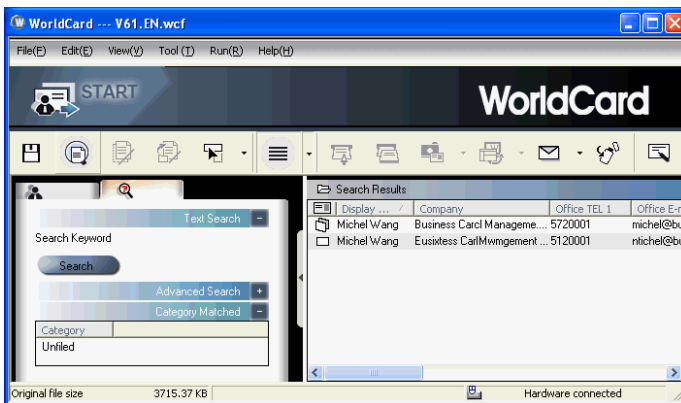 WorldCard --- V61.EN.wcf
File(F) Edit(E) View(V) Tool (T) Run(R) Help(H)
START
WorldCard
Search Results
Text Search
Search Keyword
Search
Advanced Search
Category Matched
Category
Unfiled
Display ... Company Office TEL 1 Office E-r
Michel Wang Business Carcl Manageme... 5720001 michel@bu
Michel Wang Eusixtess CarlMwmgement ... 5120001 ntichel@bu
Original file size 3715.37 KB Hardware connected